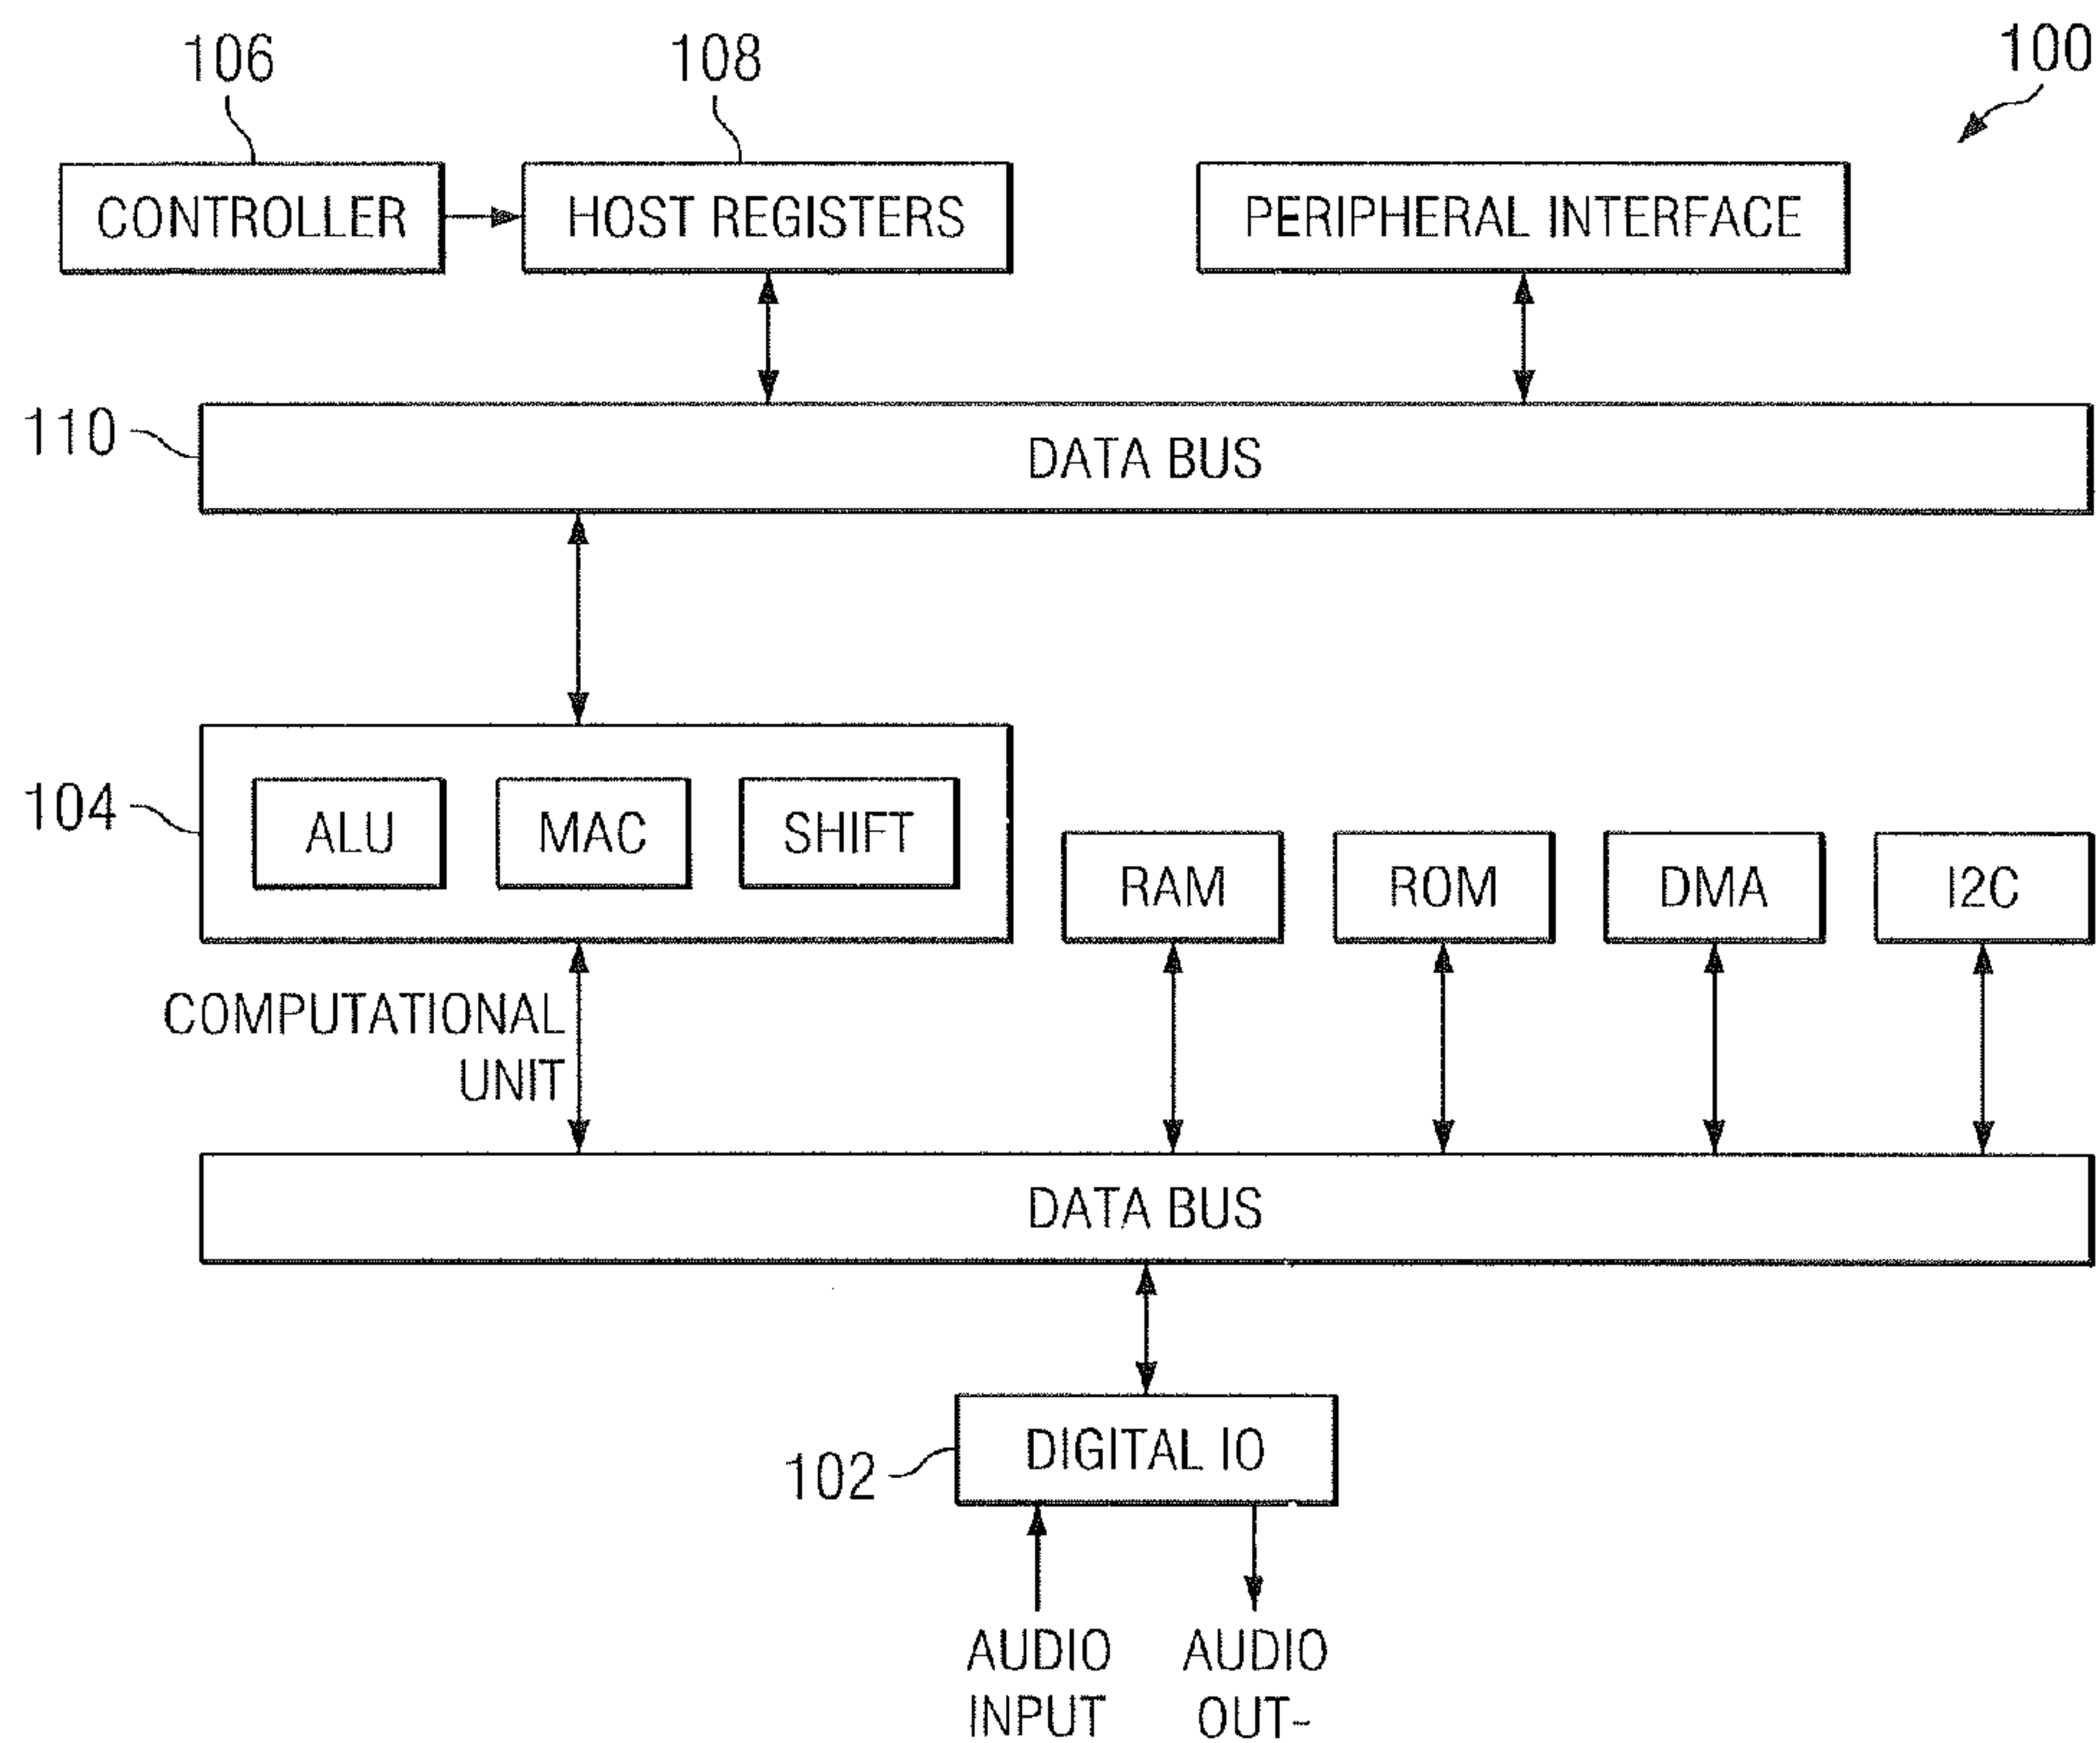 106
108
100
CONTROLLER
HOST REGISTERS
PERIPHERAL INTERFACE
110
DATA BUS
104
ALU
MAC
SHIFT
RAM
ROM
DMA
I2C
COMPUTATIONAL
UNIT
DATA BUS
102
DIGITAL IO
AUDIO
INPUT
AUDIO
OUT-